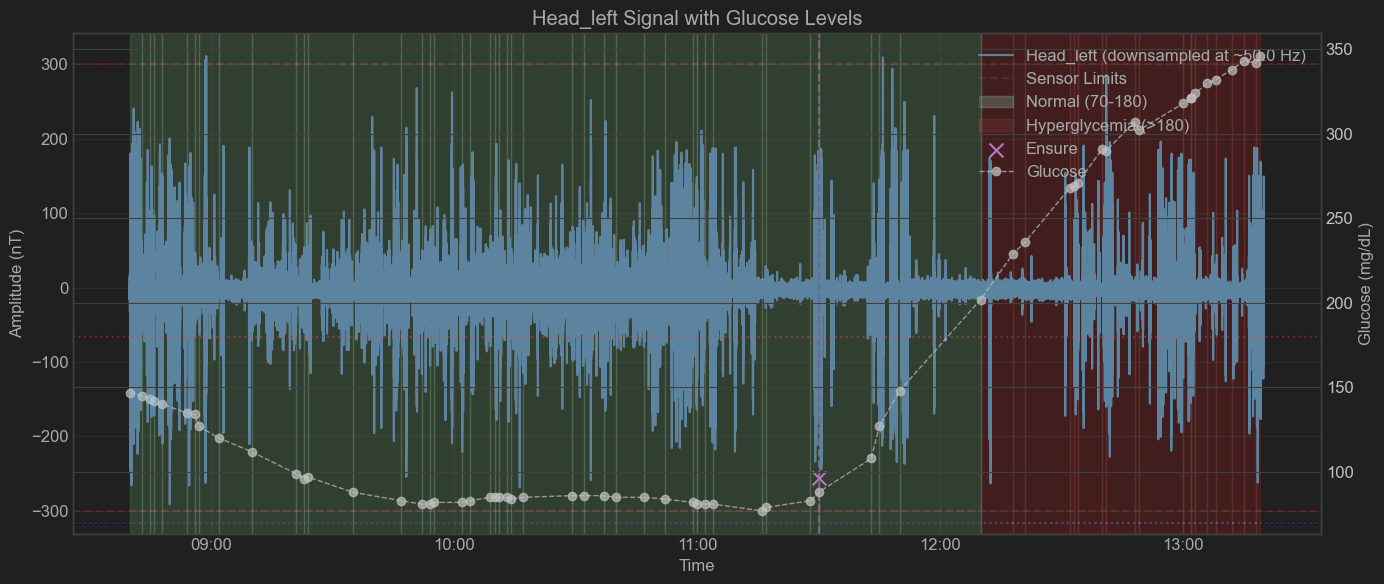 Head_left Signal with Glucose Levels
300
200
100
0
−100
−200
−300
Amplitude (nT)
350
300
250
200
150
100
Glucose (mg/dL)
Head_left (downsampled at ~50.0 Hz)
Sensor Limits
Normal (70-180)
Hyperglycemia (>180)
Ensure
Glucose
09:00
10:00
11:00
12:00
13:00
Time